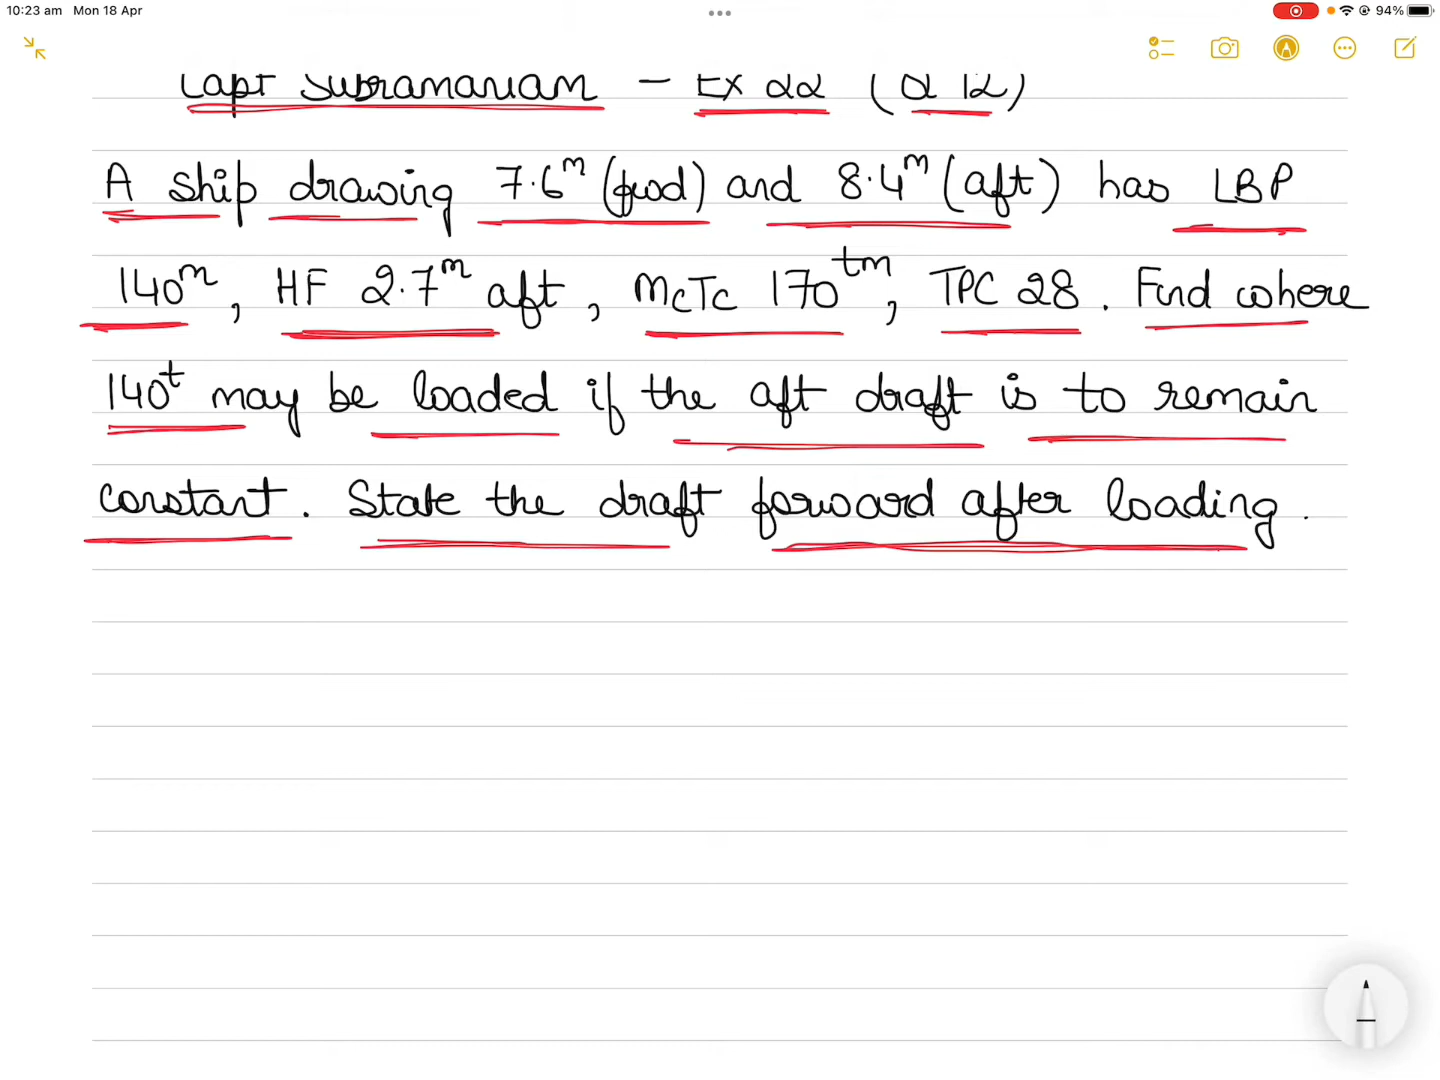 10:23 am Mon 18 Apr
94%
Capt Subramanian - Ex 22 (Q 12)
A ship drawing 7.6m (fwd) and 8.4m (aft) has LBP
140m, HF 2.7m aft, MCTC 170tm, TPC 28. Find where
140t may be loaded if the aft draft is to remain
constant. State the draft forward after loading.